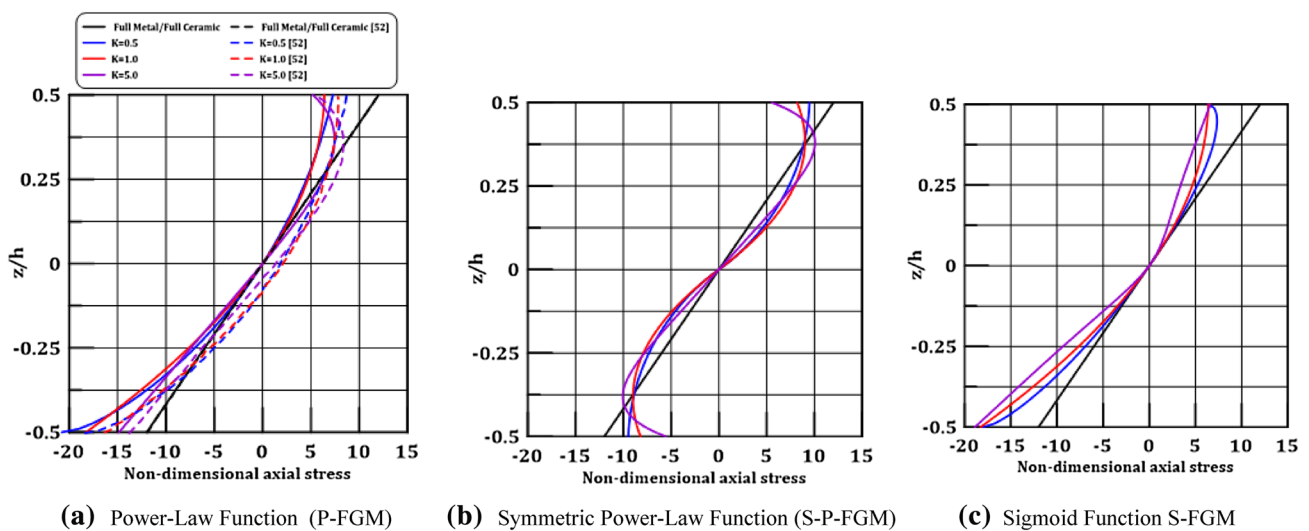 Full Metal/Full Ceramic
Full Metal/Full Ceramic [52]
K=0.5
K=0.5 [52]
K=1.0
K=1.0 [52]
K=5.0
K=5.0 [52]
z/h
0.5
0.25
0
-0.25
-0.5
-20 -15 -10 -5 0 5 10 15
Non-dimensional axial stress
(a) Power-Law Function (P-FGM)
z/h
0.5
0.25
0
-0.25
-0.5
-20 -15 -10 -5 0 5 10 15
Non-dimensional axial stress
(b) Symmetric Power-Law Function (S-P-FGM)
z/h
0.5
0.25
0
-0.25
-0.5
-20 -15 -10 -5 0 5 10 15
Non-dimensional axial stress
(c) Sigmoid Function S-FGM